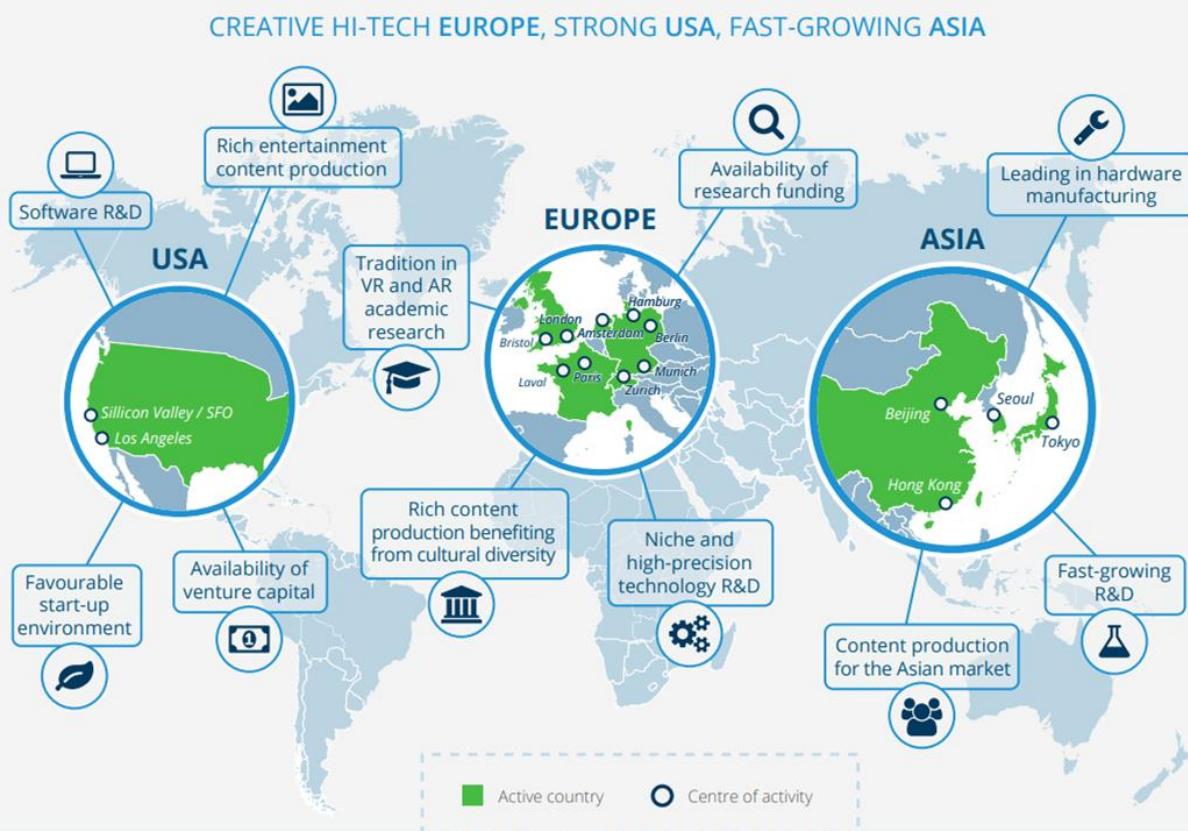 CREATIVE HI-TECH EUROPE, STRONG USA, FAST-GROWING ASIA
Rich entertainment
content production
Software R&D
Availability of
research funding
Leading in hardware
manufacturing
USA
EUROPE
ASIA
Tradition in
VR and AR
academic
research
Sillicon Valley / SFO
Los Angeles
Hamburg
London
Amsterdam
Berlin
Bristol
Paris
Munich
Laval
Zurich
Beijing
Seoul
Tokyo
Hong Kong
Favourable
start-up
environment
Availability of
venture capital
1
Rich content
production benefiting
from cultural diversity
Niche and
high-precision
technology R&D
Content production
for the Asian market
Fast-growing
R&D
Active country
Centre of activity